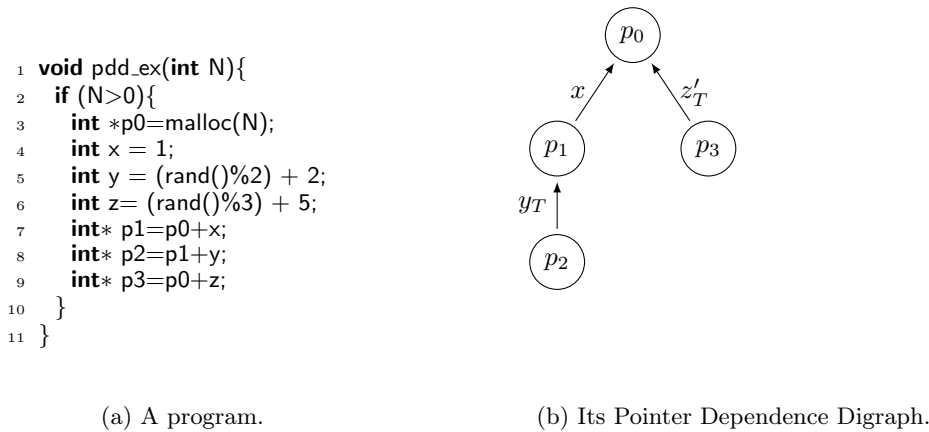 1 void pdd_ex(int N){
2 if (N>0){
3 int *p0=malloc(N);
4 int x = 1;
5 int y = (rand()%2) + 2;
6 int z= (rand()%3) + 5;
7 int* p1=p0+x;
8 int* p2=p1+y;
9 int* p3=p0+z;
10 }
11 }
(a) A program.
p₀
x
z′_T
p₁
p₃
y_T
p₂
(b) Its Pointer Dependence Digraph.